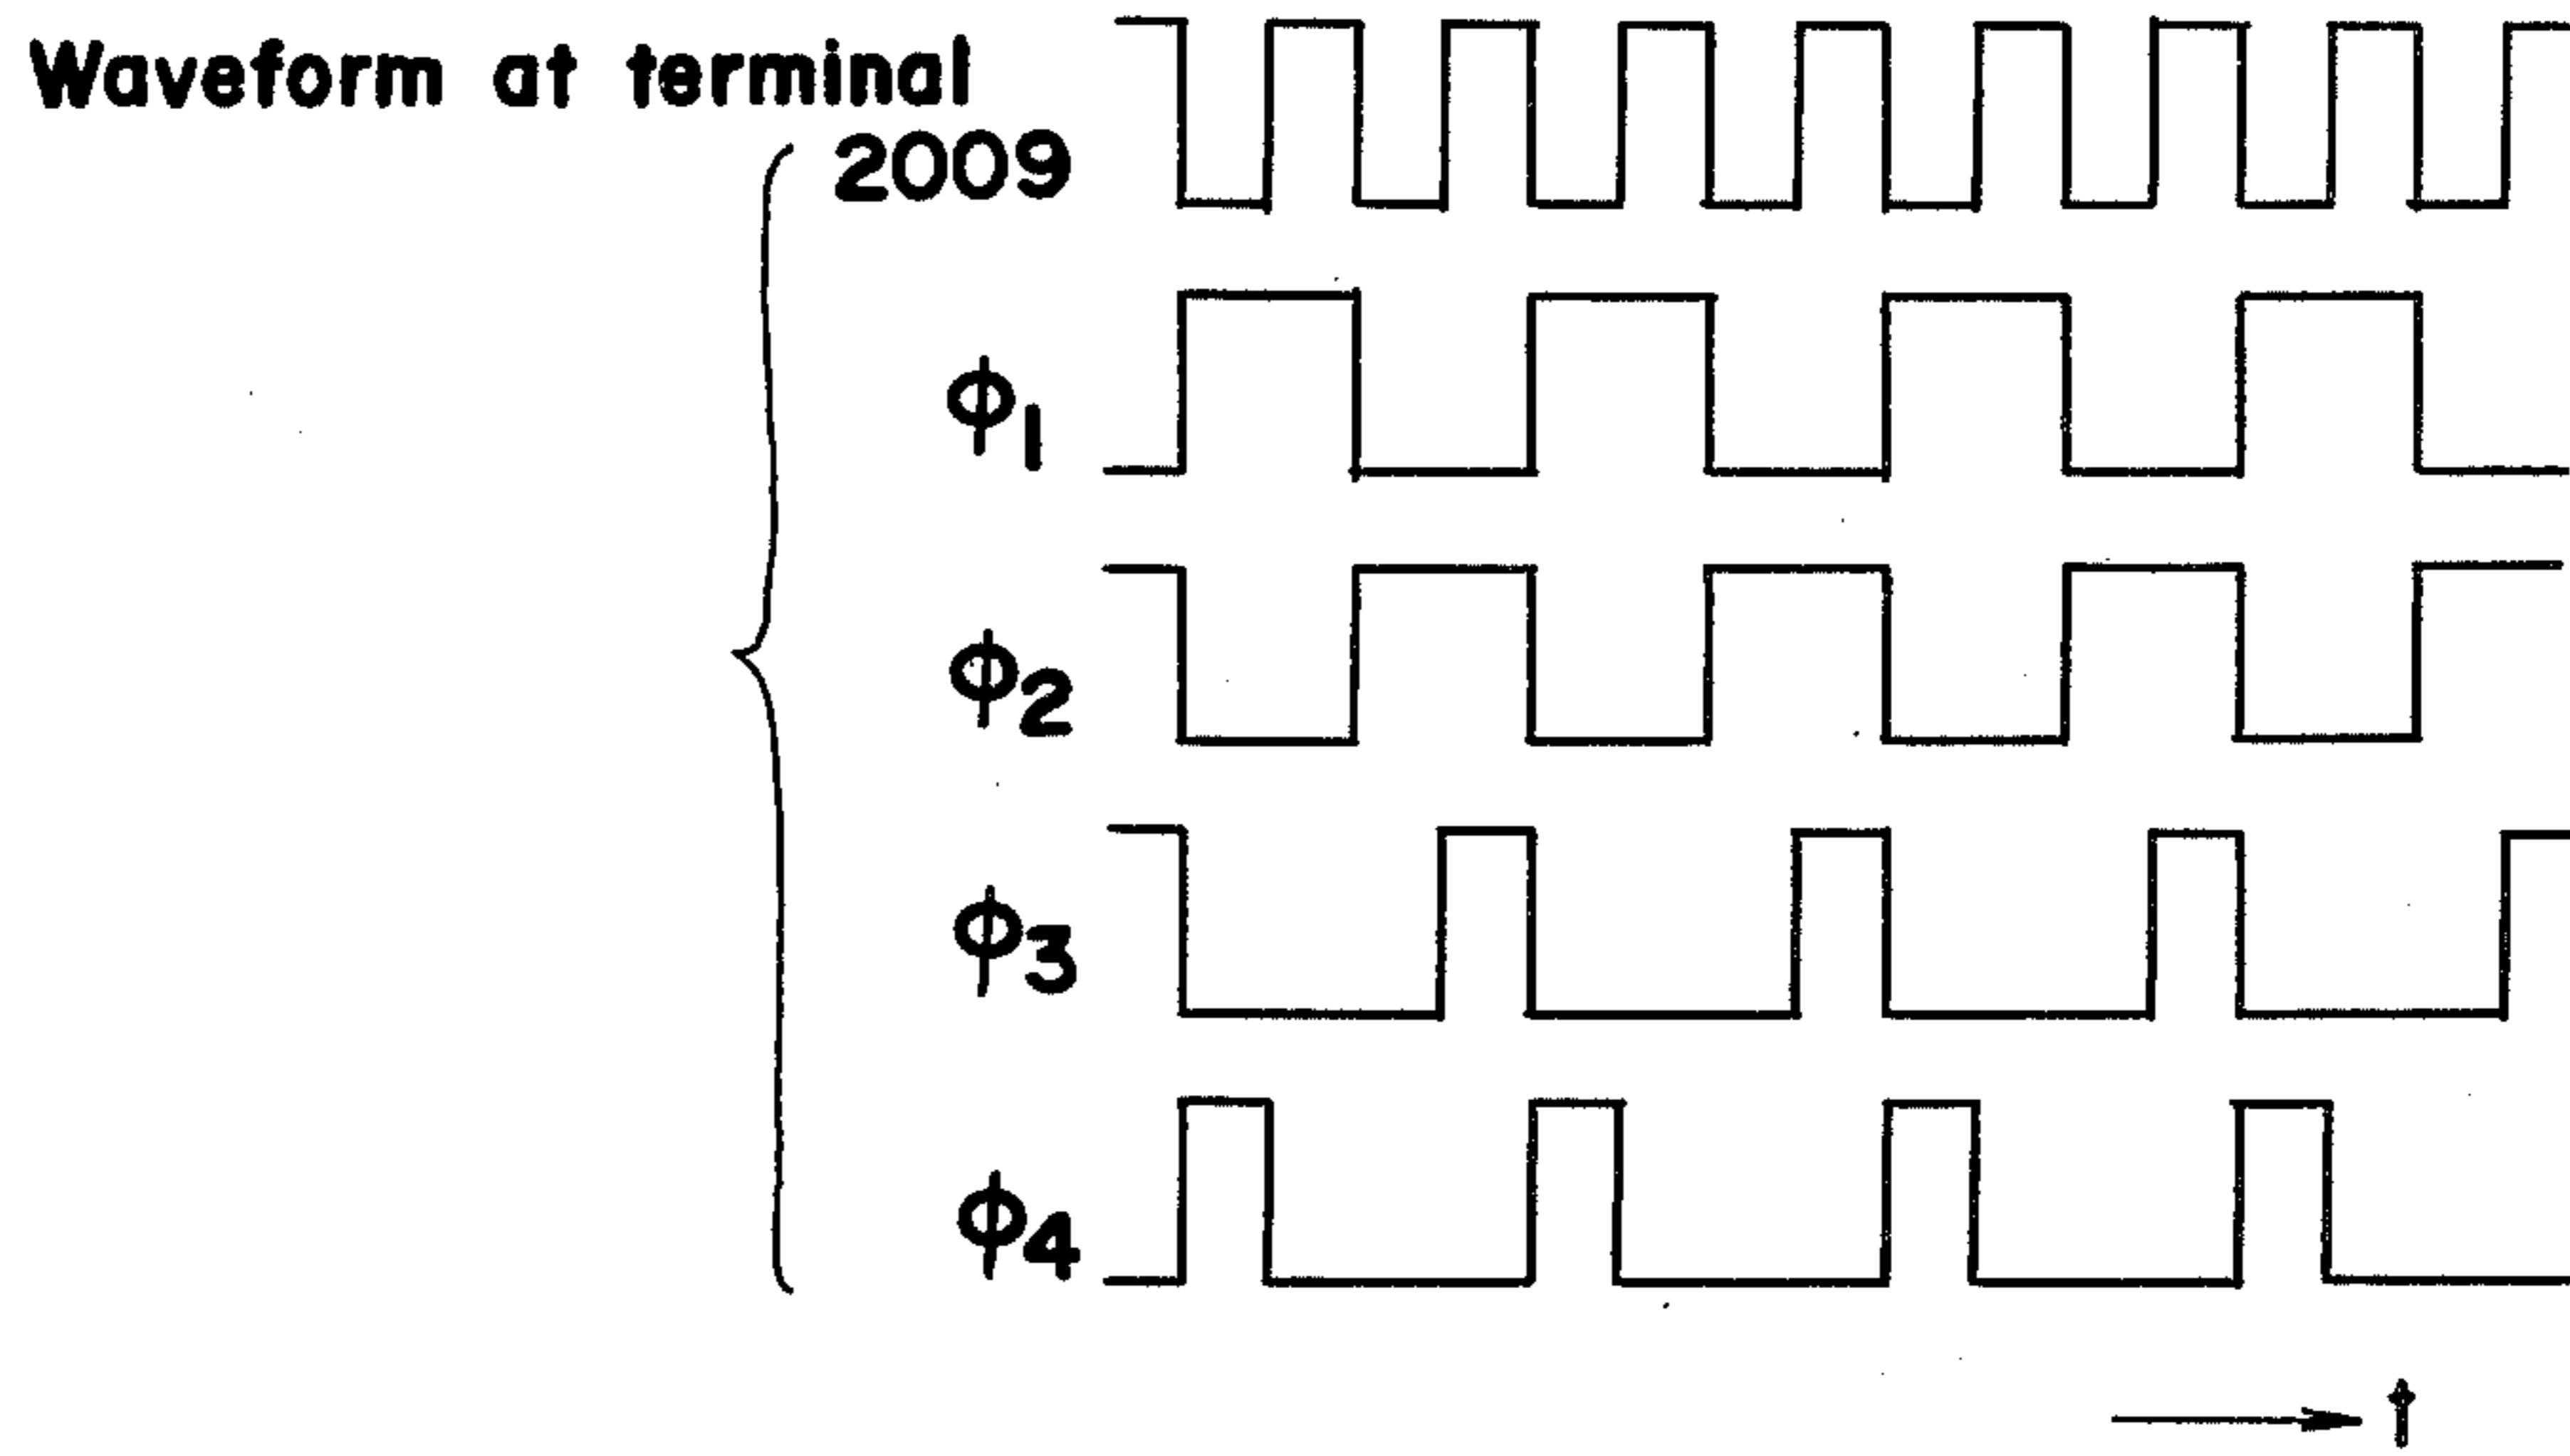 Waveform at terminal
2009
ϕ1
ϕ2
ϕ3
ϕ4
t